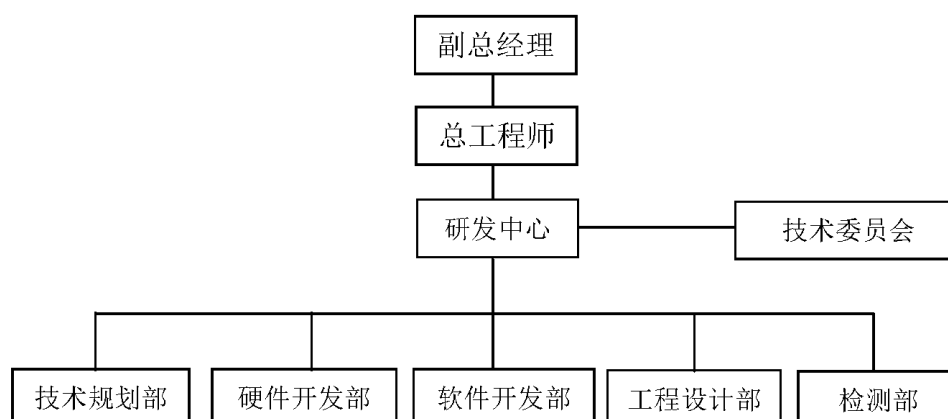 副总经理
总工程师
研发中心
技术委员会
技术规划部
硬件开发部
软件开发部
工程设计部
检测部